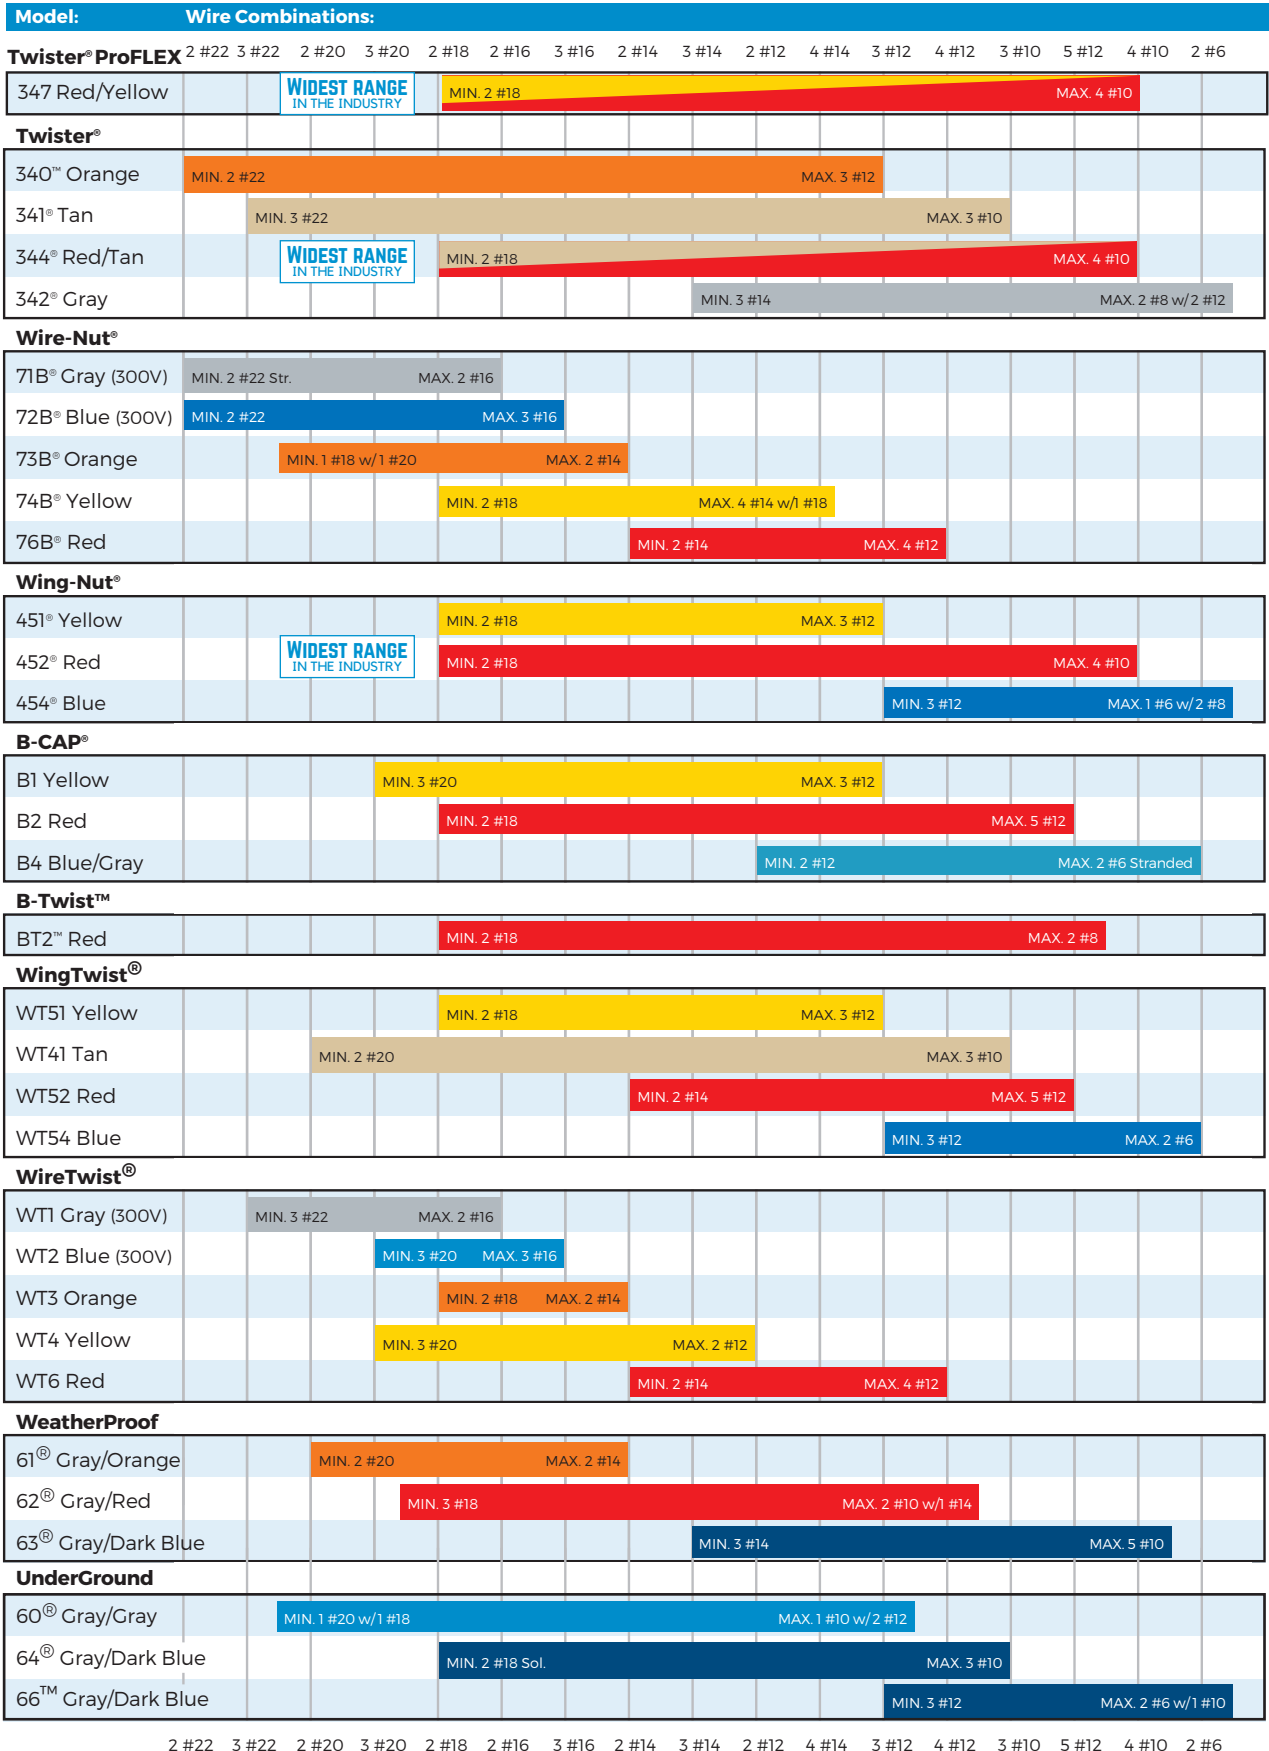 Model: Wire Combinations:
Twister® ProFLEX 2 #22 3 #22 2 #20 3 #20 2 #18 2 #16 3 #16 2 #14 3 #14 2 #12 4 #14 3 #12 4 #12 3 #10 5 #12 4 #10 2 #6
347 Red/Yellow WIDEST RANGE IN THE INDUSTRY MIN. 2 #18 MAX. 4 #10
Twister®
340™ Orange MIN. 2 #22 MAX. 3 #12
341® Tan MIN. 3 #22 MAX. 3 #10
344® Red/Tan WIDEST RANGE IN THE INDUSTRY MIN. 2 #18 MAX. 4 #10
342® Gray MIN. 3 #14 MAX. 2 #8 w/2 #12
Wire-Nut®
71B® Gray (300V) MIN. 2 #22 Str. MAX. 2 #16
72B® Blue (300V) MIN. 2 #22 MAX. 3 #16
73B® Orange MIN. 1 #18 w/1 #20 MAX. 2 #14
74B® Yellow MIN. 2 #18 MAX. 4 #14 w/1 #18
76B® Red MIN. 2 #14 MAX. 4 #12
Wing-Nut®
451® Yellow MIN. 2 #18 MAX. 3 #12
452® Red WIDEST RANGE IN THE INDUSTRY MIN. 2 #18 MAX. 4 #10
454® Blue MIN. 3 #12 MAX. 1 #6 w/2 #8
B-CAP®
B1 Yellow MIN. 3 #20 MAX. 3 #12
B2 Red MIN. 2 #18 MAX. 5 #12
B4 Blue/Gray MIN. 2 #12 MAX. 2 #6 Stranded
B-Twist™
BT2™ Red MIN. 2 #18 MAX. 2 #8
WingTwist®
WT51 Yellow MIN. 2 #18 MAX. 3 #12
WT41 Tan MIN. 2 #20 MAX. 3 #10
WT52 Red MIN. 2 #14 MAX. 5 #12
WT54 Blue MIN. 3 #12 MAX. 2 #6
WireTwist®
WT1 Gray (300V) MIN. 3 #22 MAX. 2 #16
WT2 Blue (300V) MIN. 3 #20 MAX. 3 #16
WT3 Orange MIN. 2 #18 MAX. 2 #14
WT4 Yellow MIN. 3 #20 MAX. 2 #12
WT6 Red MIN. 2 #14 MAX. 4 #12
WeatherProof
61® Gray/Orange MIN. 2 #20 MAX. 2 #14
62® Gray/Red MIN. 3 #18 MAX. 2 #10 w/1 #14
63® Gray/Dark Blue MIN. 3 #14 MAX. 5 #10
UnderGround
60® Gray/Gray MIN. 1 #20 w/1 #18 MAX. 1 #10 w/2 #12
64® Gray/Dark Blue MIN. 2 #18 Sol. MAX. 3 #10
66™ Gray/Dark Blue MIN. 3 #12 MAX. 2 #6 w/1 #10
2 #22 3 #22 2 #20 3 #20 2 #18 2 #16 3 #16 2 #14 3 #14 2 #12 4 #14 3 #12 4 #12 3 #10 5 #12 4 #10 2 #6